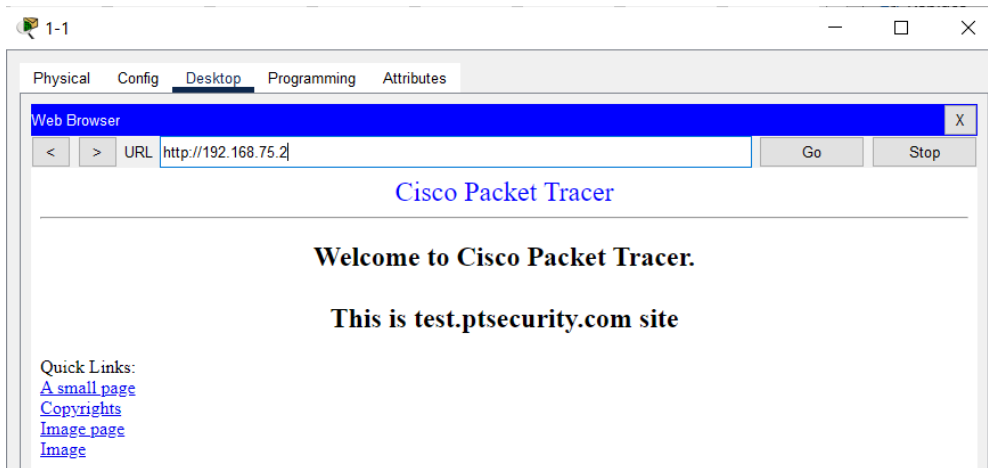 1-1
Physical Config Desktop Programming Attributes
Web Browser X
< > URL http://192.168.75.2 Go Stop
Cisco Packet Tracer
Welcome to Cisco Packet Tracer.
This is test.ptsecurity.com site
Quick Links:
A small page
Copyrights
Image page
Image